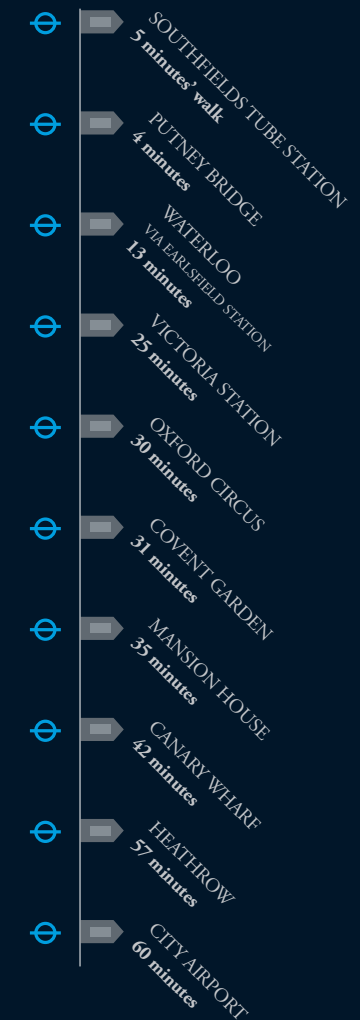 SOUTHFIELDS TUBE STATION
5 minutes’ walk
PUTNEY BRIDGE
4 minutes
WATERLOO
VIA EARLSFIELD STATION
13 minutes
VICTORIA STATION
25 minutes
OXFORD CIRCUS
30 minutes
COVENT GARDEN
31 minutes
MANSION HOUSE
35 minutes
CANARY WHARF
42 minutes
HEATHROW
57 minutes
CITY AIRPORT
60 minutes